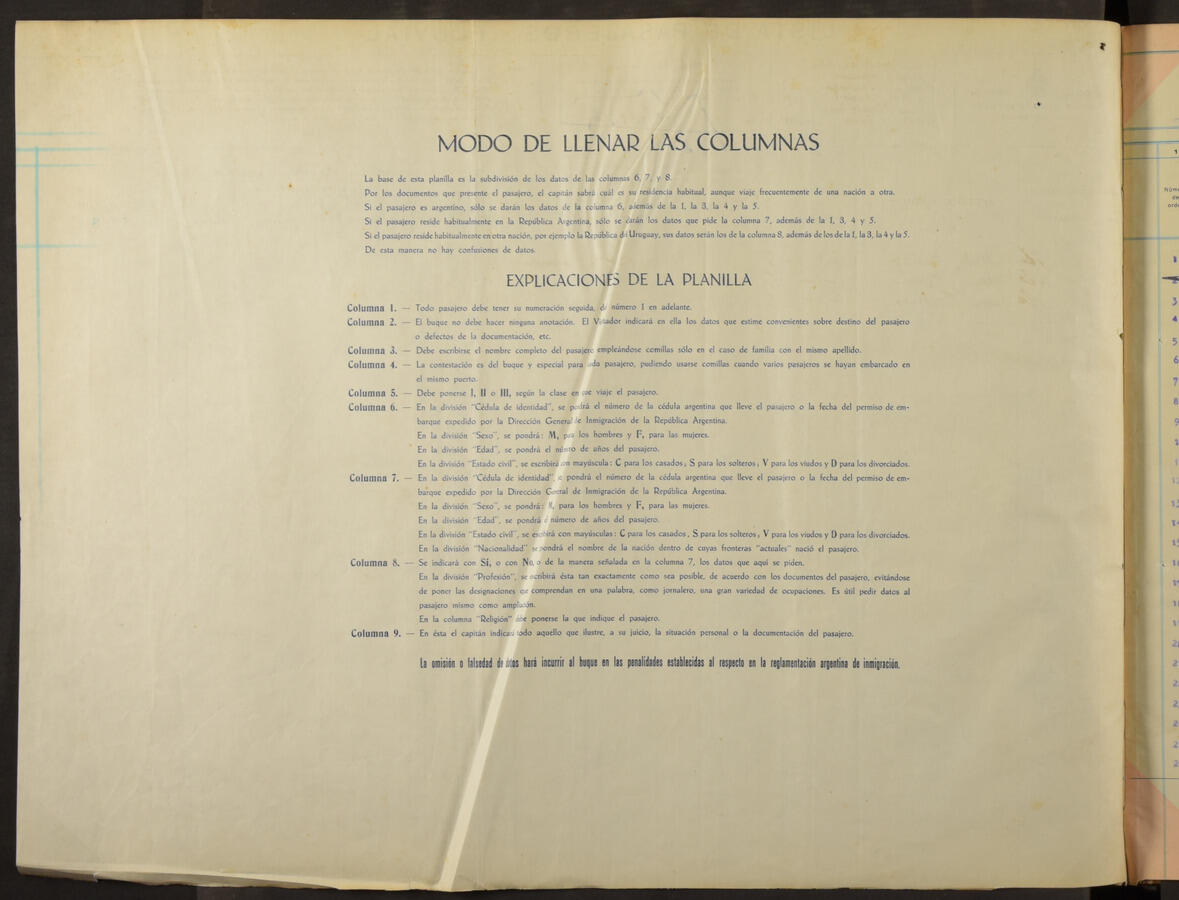 MODO DE LLENAR LAS COLUMNAS
La base de esta planilla es la subdivisión de los datos de las columnas 6, 7, y 8.
Por los documentos que presente el pasajero, el capitán sabrá cuál es su residencia habitual, aunque viaje frecuentemente de una nación a otra.
Si el pasajero es argentino, sólo se darán los datos de la columna 6, además de la 1, la 3, la 4 y la 5.
Si el pasajero reside habitualmente en la República Argentina, sólo se darán los datos que pide la columna 7, además de la 1, 3, 4 y 5.
Si el pasajero reside habitualmente en otra nación, por ejemplo la República del Uruguay, sus datos serán los de la columna 8, además de los de la 1, la 3, la 4 y la 5.
De esta manera no hay confusiones de datos.
EXPLICACIONES DE LA PLANILLA
Columna 1. — Todo pasajero debe tener su numeración seguida, de número 1 en adelante.
Columna 2. — El buque no debe hacer ninguna anotación. El Visitador indicará en ella los datos que estime convenientes sobre destino del pasajero
o defectos de la documentación, etc.
Columna 3. — Debe escribirse el nombre completo del pasajero empleándose comillas sólo en el caso de familia con el mismo apellido.
Columna 4. — La contestación es del buque y especial para cada pasajero, pudiendo usarse comillas cuando varios pasajeros se hayan embarcado en
el mismo puerto.
Columna 5. — Debe ponerse I, II o III, según la clase en que viaje el pasajero.
Columna 6. — En la división "Cédula de identidad", se pondrá el número de la cédula argentina que lleve el pasajero o la fecha del permiso de em-
barque expedido por la Dirección General de Inmigración de la República Argentina.
En la división "Sexo", se pondrá: M, para los hombres y F, para las mujeres.
En la división "Edad", se pondrá el número de años del pasajero.
En la división "Estado civil", se escribirá con mayúscula: C para los casados; S para los solteros; V para los viudos y D para los divorciados.
Columna 7. — En la división "Cédula de identidad", se pondrá el número de la cédula argentina que lleve el pasajero o la fecha del permiso de em-
barque expedido por la Dirección General de Inmigración de la República Argentina.
En la división "Sexo", se pondrá: M, para los hombres y F, para las mujeres.
En la división "Edad", se pondrá el número de años del pasajero.
En la división "Estado civil", se escribirá con mayúsculas: C para los casados; S para los solteros; V para los viudos y D para los divorciados.
En la división "Nacionalidad" se pondrá el nombre de la nación dentro de cuyas fronteras "actuales" nació el pasajero.
Columna 8. — Se indicará con Sí, o con No, o de la manera señalada en la columna 7, los datos que aquí se piden.
En la división "Profesión", se escribirá ésta tan exactamente como sea posible, de acuerdo con los documentos del pasajero, evitándose
de poner las designaciones que comprendan en una palabra, como jornalero, una gran variedad de ocupaciones. Es útil pedir datos al
pasajero mismo como ampliación.
En la columna "Religión" debe ponerse la que indique el pasajero.
Columna 9. — En ésta el capitán indicará todo aquello que ilustre, a su juicio, la situación personal o la documentación del pasajero.
La omisión o falsedad de datos hará incurrir al buque en las penalidades establecidas al respecto en la reglamentación argentina de inmigración.